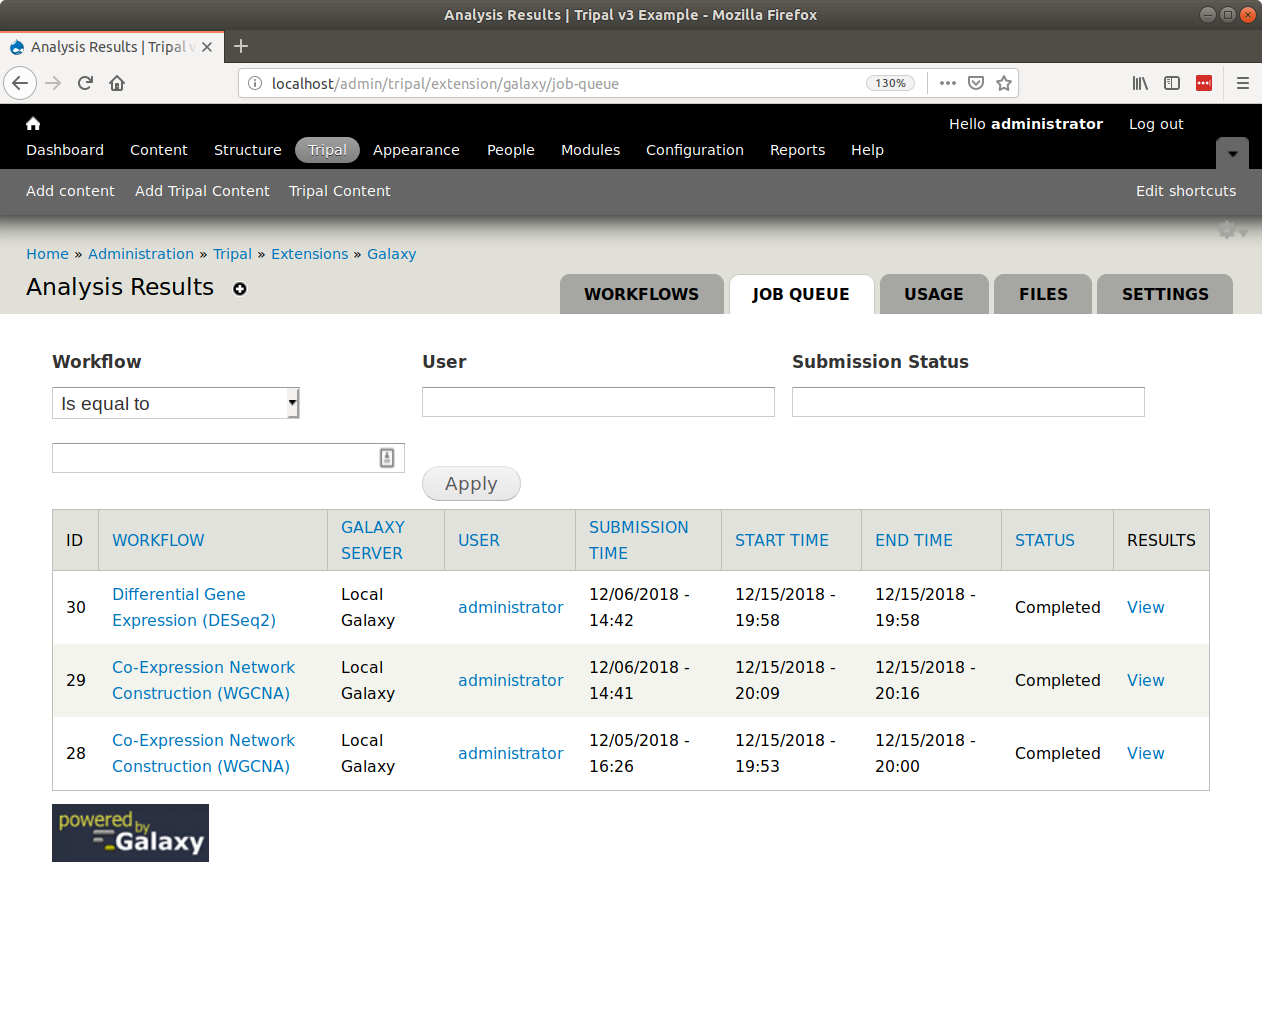 Analysis Results | Tripal v3 Example - Mozilla Firefox
Analysis Results | Tripal v
localhost/admin/tripal/extension/galaxy/job-queue
130%
Hello administrator
Log out
Dashboard Content Structure Tripal Appearance People Modules Configuration Reports Help
Add content Add Tripal Content Tripal Content
Edit shortcuts
Home » Administration » Tripal » Extensions » Galaxy
Analysis Results
WORKFLOWS JOB QUEUE USAGE FILES SETTINGS
Workflow User Submission Status
Is equal to
Apply
ID WORKFLOW GALAXY SERVER USER SUBMISSION TIME START TIME END TIME STATUS RESULTS
30 Differential Gene Expression (DESeq2) Local Galaxy administrator 12/06/2018 - 14:42 12/15/2018 - 19:58 12/15/2018 - 19:58 Completed View
29 Co-Expression Network Construction (WGCNA) Local Galaxy administrator 12/06/2018 - 14:41 12/15/2018 - 20:09 12/15/2018 - 20:16 Completed View
28 Co-Expression Network Construction (WGCNA) Local Galaxy administrator 12/05/2018 - 16:26 12/15/2018 - 19:53 12/15/2018 - 20:00 Completed View
powered by
Galaxy